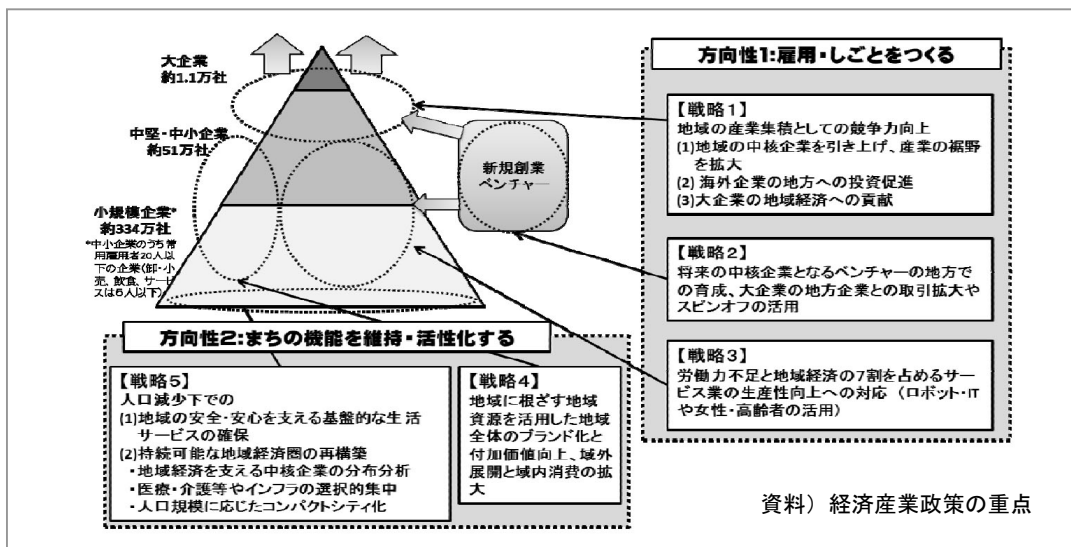 大企業
約1.1万社
中堅・中小企業
約51万社
小規模企業*
約334万社
*中小企業のうち常
用雇用者20人以
下の企業(卸・小
売、飲食、サービ
スは5人以下)
新規創業
ベンチャー
方向性1:雇用・しごとをつくる
【戦略1】
地域の産業集積としての競争力向上
(1)地域の中核企業を引き上げ、産業の裾野
を拡大
(2) 海外企業の地方への投資促進
(3)大企業の地域経済への貢献
【戦略2】
将来の中核企業となるベンチャーの地方で
の育成、大企業の地方企業との取引拡大や
スピンオフの活用
【戦略3】
労働力不足と地域経済の7割を占めるサー
ビス業の生産性向上への対応 (ロボット・IT
や女性・高齢者の活用)
方向性2:まちの機能を維持・活性化する
【戦略5】
人口減少下での
(1)地域の安全・安心を支える基盤的な生活
サービスの確保
(2)持続可能な地域経済圏の再構築
・地域経済を支える中核企業の分布分析
・医療・介護等やインフラの選択的集中
・人口規模に応じたコンパクトシティ化
【戦略4】
地域に根ざす地域
資源を活用した地域
全体のブランド化と
付加価値向上、域外
展開と域内消費の拡
大
資料）経済産業政策の重点